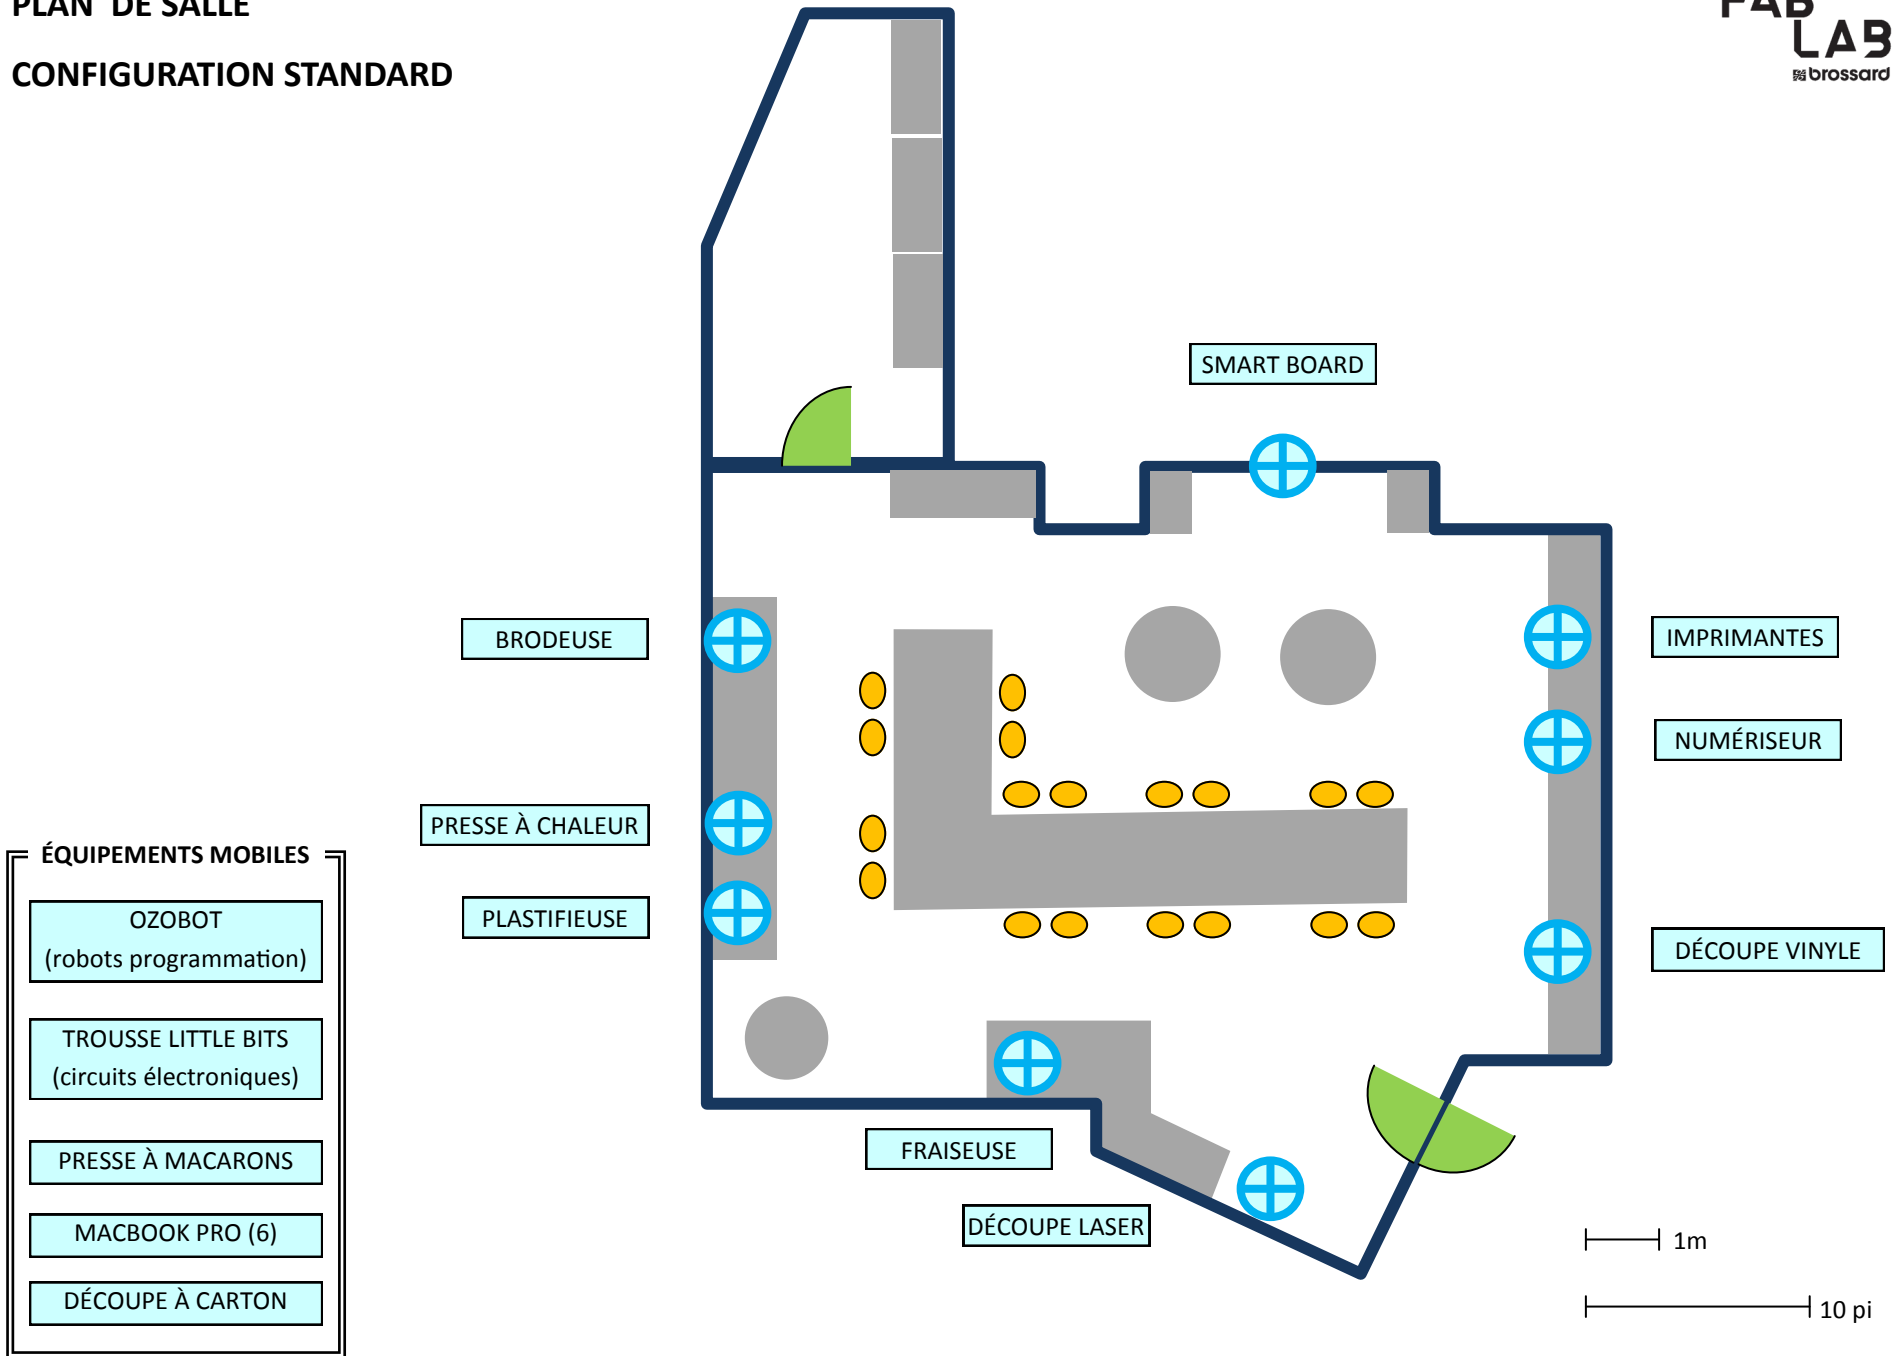 PLAN DE SALLE
CONFIGURATION STANDARD
FAB
LAB
brossard
SMART BOARD
BRODEUSE
IMPRIMANTES
NUMÉRISEUR
PRESSE À CHALEUR
PLASTIFIEUSE
DÉCOUPE VINYLE
FRAISEUSE
DÉCOUPE LASER
ÉQUIPEMENTS MOBILES
OZOBOT
(robots programmation)
TROUSSE LITTLE BITS
(circuits électroniques)
PRESSE À MACARONS
MACBOOK PRO (6)
DÉCOUPE À CARTON
1m
10 pi